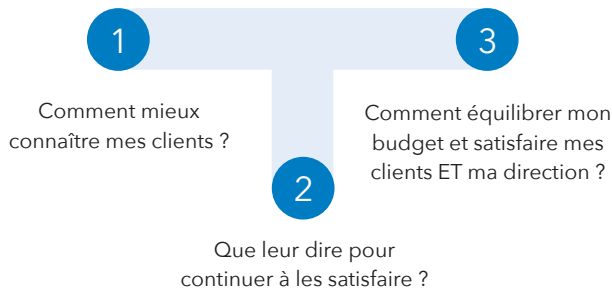 1
Comment mieux
connaître mes clients ?
2
Que leur dire pour
continuer à les satisfaire ?
3
Comment équilibrer mon
budget et satisfaire mes
clients ET ma direction ?